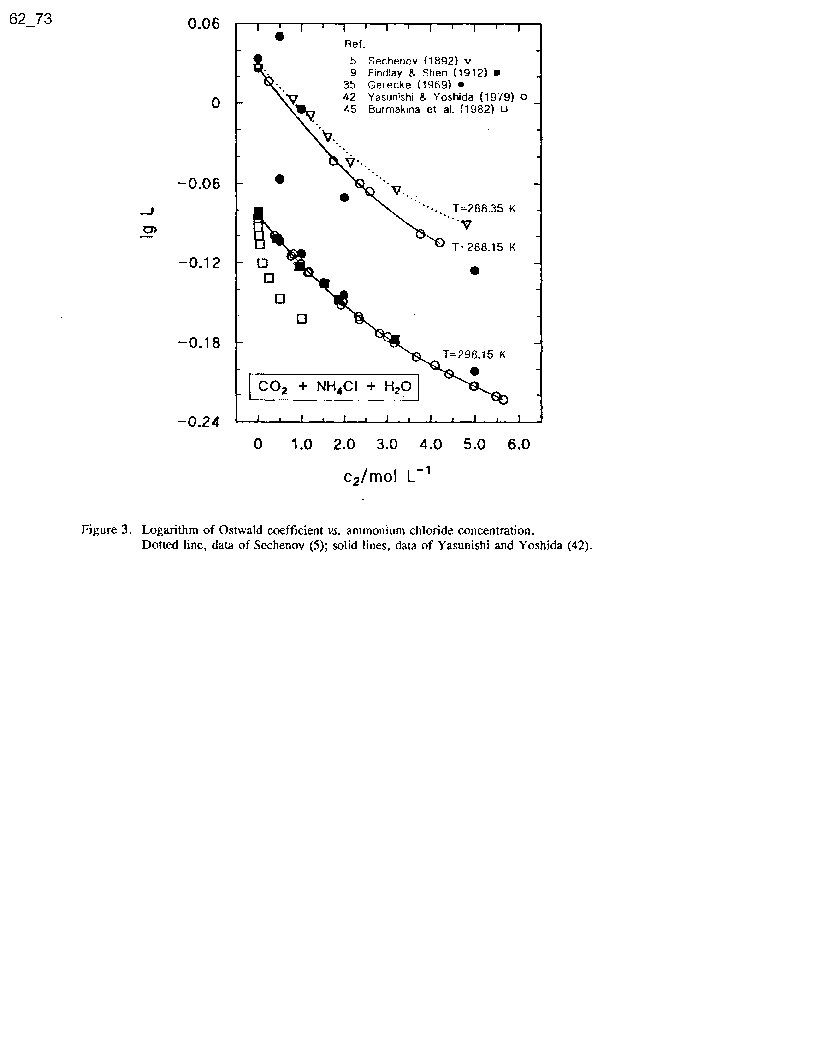 62_73
0.06
0
-0.06
-0.12
-0.18
-0.24
lg L
Ref.
5 Sechenov (1892) ▿
9 Findlay & Shen (1912) ■
35 Gerecke (1969) ●
42 Yasunishi & Yoshida (1979) ○
45 Burmakina et al. (1982) □
T=288.35 K
T=288.15 K
T=298.15 K
CO₂ + NH₄Cl + H₂O
0 1.0 2.0 3.0 4.0 5.0 6.0
c₂/mol L⁻¹
Figure 3. Logarithm of Ostwald coefficient vs. ammonium chloride concentration.
Dotted line, data of Sechenov (5); solid lines, data of Yasunishi and Yoshida (42).